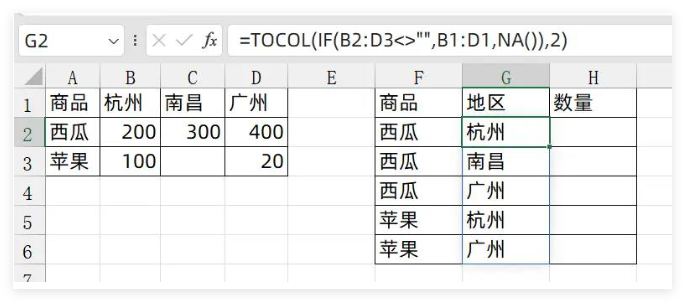 G2 fx =TOCOL(IF(B2:D3<>"",B1:D1,NA()),2)
A B C D E F G H
1 商品 杭州 南昌 广州 商品 地区 数量
2 西瓜 200 300 400 西瓜 杭州
3 苹果 100 20 西瓜 南昌
4 西瓜 广州
5 苹果 杭州
6 苹果 广州
7